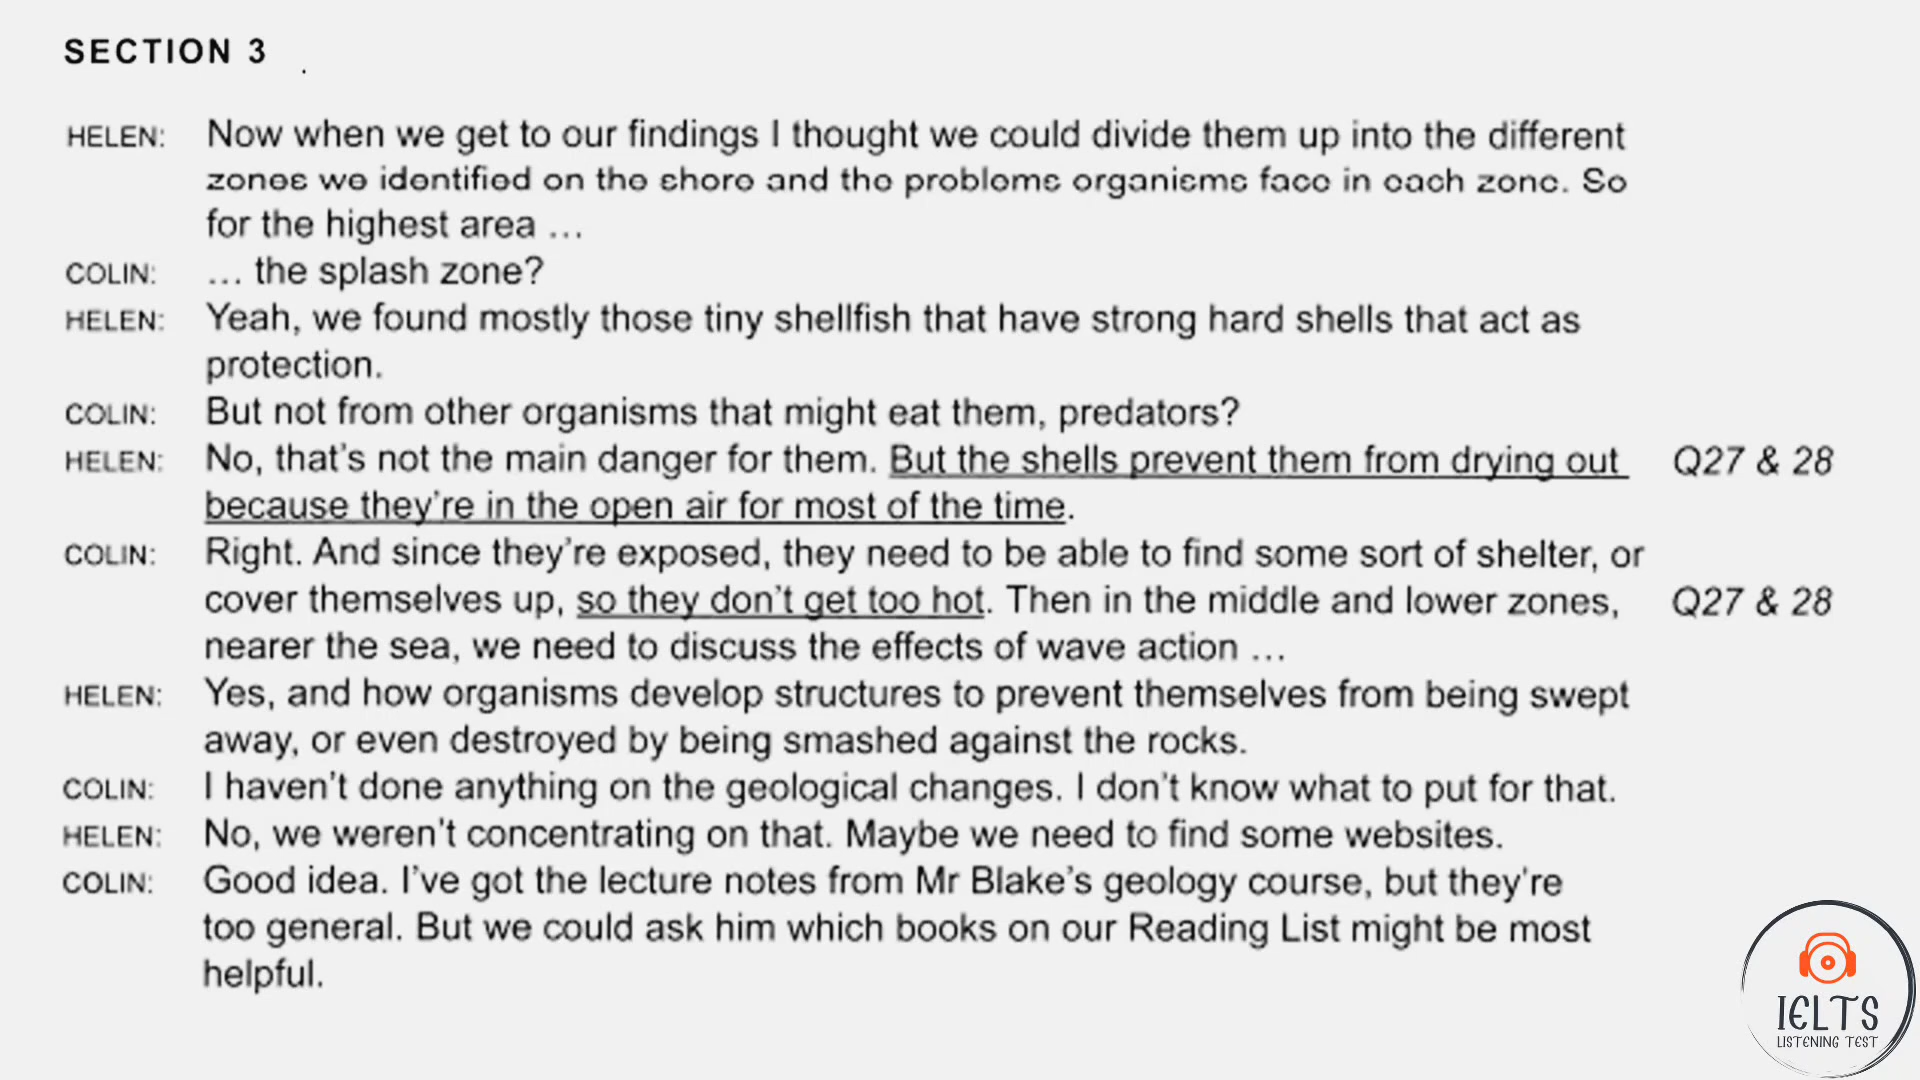 SECTION 3
HELEN: Now when we get to our findings I thought we could divide them up into the different
zones we identified on the shore and the problems organisms face in each zone. So
for the highest area …
COLIN: … the splash zone?
HELEN: Yeah, we found mostly those tiny shellfish that have strong hard shells that act as
protection.
COLIN: But not from other organisms that might eat them, predators?
HELEN: No, that's not the main danger for them. But the shells prevent them from drying out Q27 & 28
because they're in the open air for most of the time.
COLIN: Right. And since they're exposed, they need to be able to find some sort of shelter, or
cover themselves up, so they don't get too hot. Then in the middle and lower zones, Q27 & 28
nearer the sea, we need to discuss the effects of wave action …
HELEN: Yes, and how organisms develop structures to prevent themselves from being swept
away, or even destroyed by being smashed against the rocks.
COLIN: I haven't done anything on the geological changes. I don't know what to put for that.
HELEN: No, we weren't concentrating on that. Maybe we need to find some websites.
COLIN: Good idea. I've got the lecture notes from Mr Blake's geology course, but they're
too general. But we could ask him which books on our Reading List might be most
helpful.
IELTS
LISTENING TEST